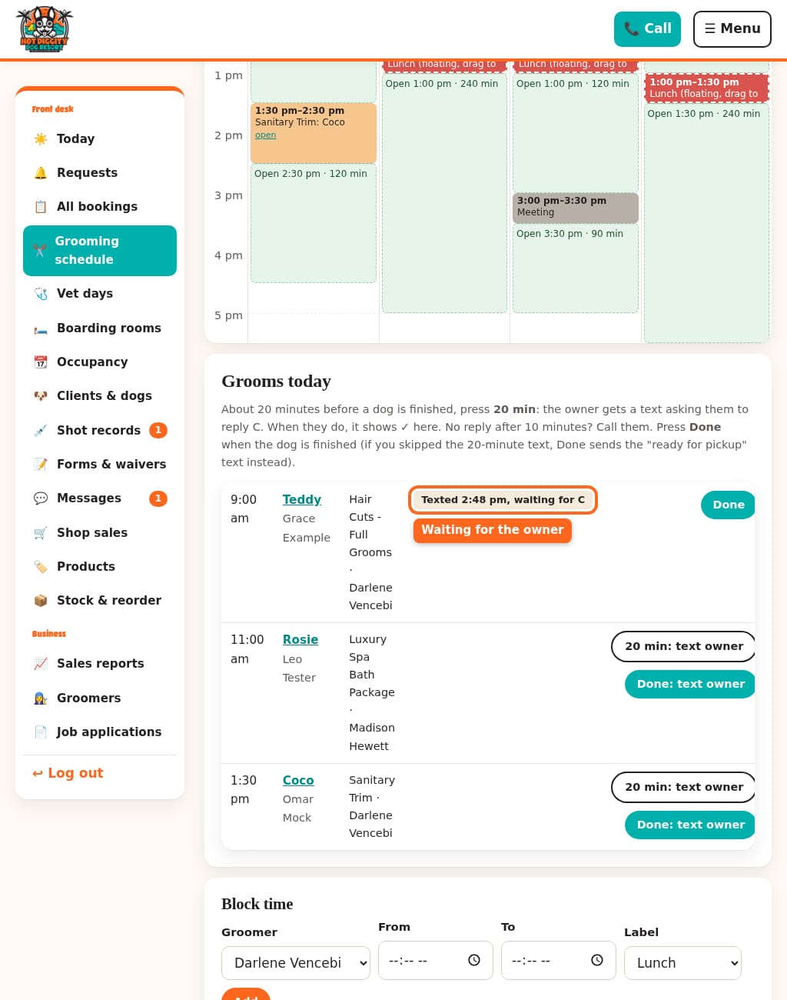 HOT DIGGITY
DOG RESORT
📞 Call
☰ Menu
Front desk
Today
Requests
All bookings
Grooming
schedule
Vet days
Boarding rooms
Occupancy
Clients & dogs
Shot records 1
Forms & waivers
Messages 1
Shop sales
Products
Stock & reorder
Business
Sales reports
Groomers
Job applications
↩ Log out
1 pm
2 pm
3 pm
4 pm
5 pm
1:30 pm–2:30 pm
Sanitary Trim: Coco
open
Open 2:30 pm · 120 min
Lunch (floating, drag to
Open 1:00 pm · 240 min
Lunch (floating, drag to
Open 1:00 pm · 120 min
3:00 pm–3:30 pm
Meeting
Open 3:30 pm · 90 min
1:00 pm–1:30 pm
Lunch (floating, drag to
Open 1:30 pm · 240 min
Grooms today
About 20 minutes before a dog is finished, press 20 min: the owner gets a text asking them to
reply C. When they do, it shows ✓ here. No reply after 10 minutes? Call them. Press Done
when the dog is finished (if you skipped the 20-minute text, Done sends the "ready for pickup"
text instead).
9:00
am
Teddy
Grace
Example
Hair
Cuts -
Full
Grooms
·
Darlene
Vencebi
Texted 2:48 pm, waiting for C
Waiting for the owner
Done
11:00
am
Rosie
Leo
Tester
Luxury
Spa
Bath
Package
·
Madison
Hewett
20 min: text owner
Done: text owner
1:30
pm
Coco
Omar
Mock
Sanitary
Trim ·
Darlene
Vencebi
20 min: text owner
Done: text owner
Block time
Groomer
Darlene Vencebi
From
--:-- --
To
--:-- --
Label
Lunch
Add